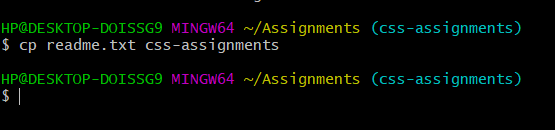 HP@DESKTOP-DOISSG9 MINGW64 ~/Assignments (css-assignments)
$ cp readme.txt css-assignments
HP@DESKTOP-DOISSG9 MINGW64 ~/Assignments (css-assignments)
$